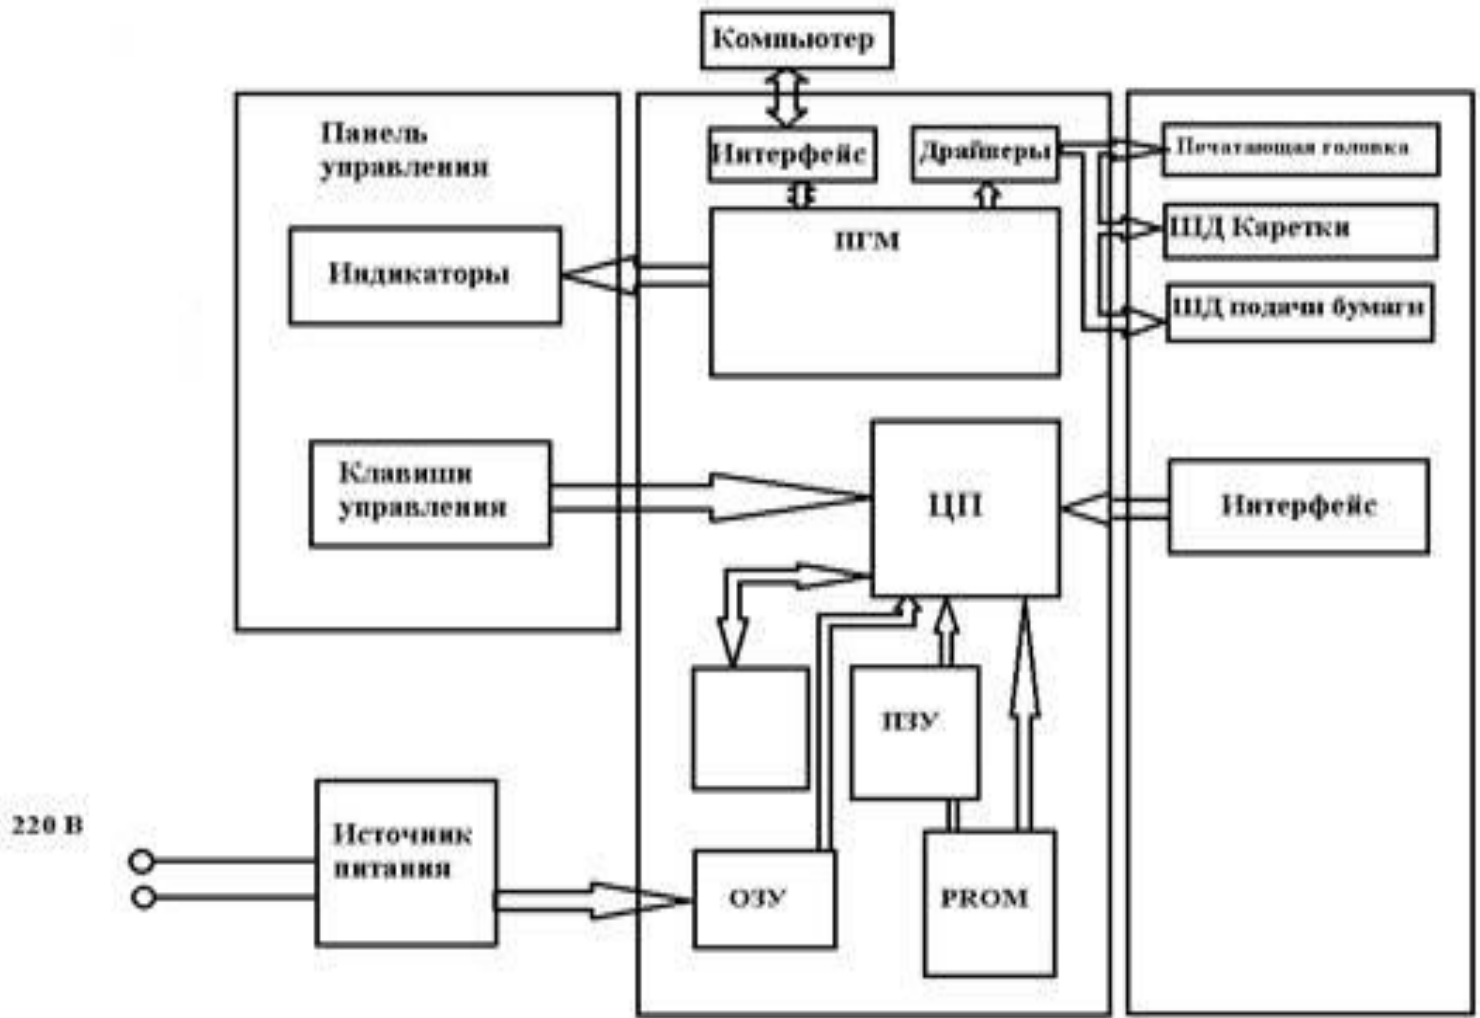 Компьютер
Панель
управления
Интерфейс
Драйверы
Печатающая головка
ПГМ
ШД Каретки
Индикаторы
ШД подачи бумаги
Клавиши
управления
ЦП
Интерфейс
ПЗУ
220 В
Источник
питания
ОЗУ
PROM